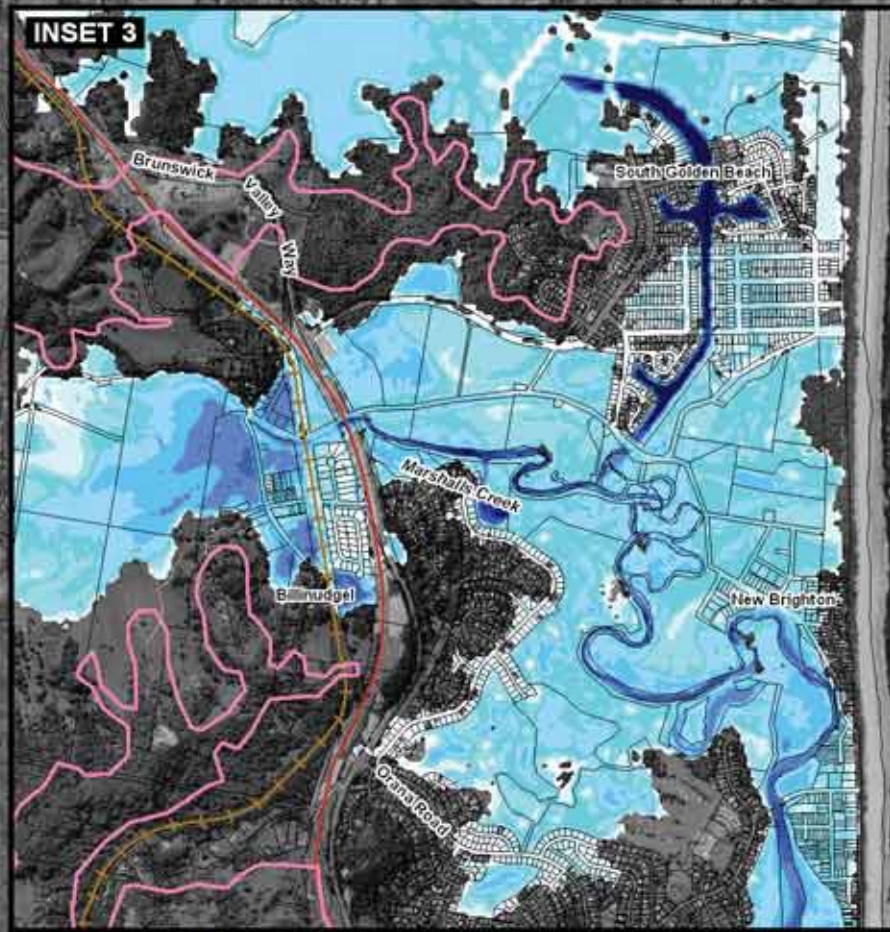 INSET 3
Brunswick
Valley
Way
South Golden Beach
Marshalls Creek
Billinudgel
New Brighton
Orana Road